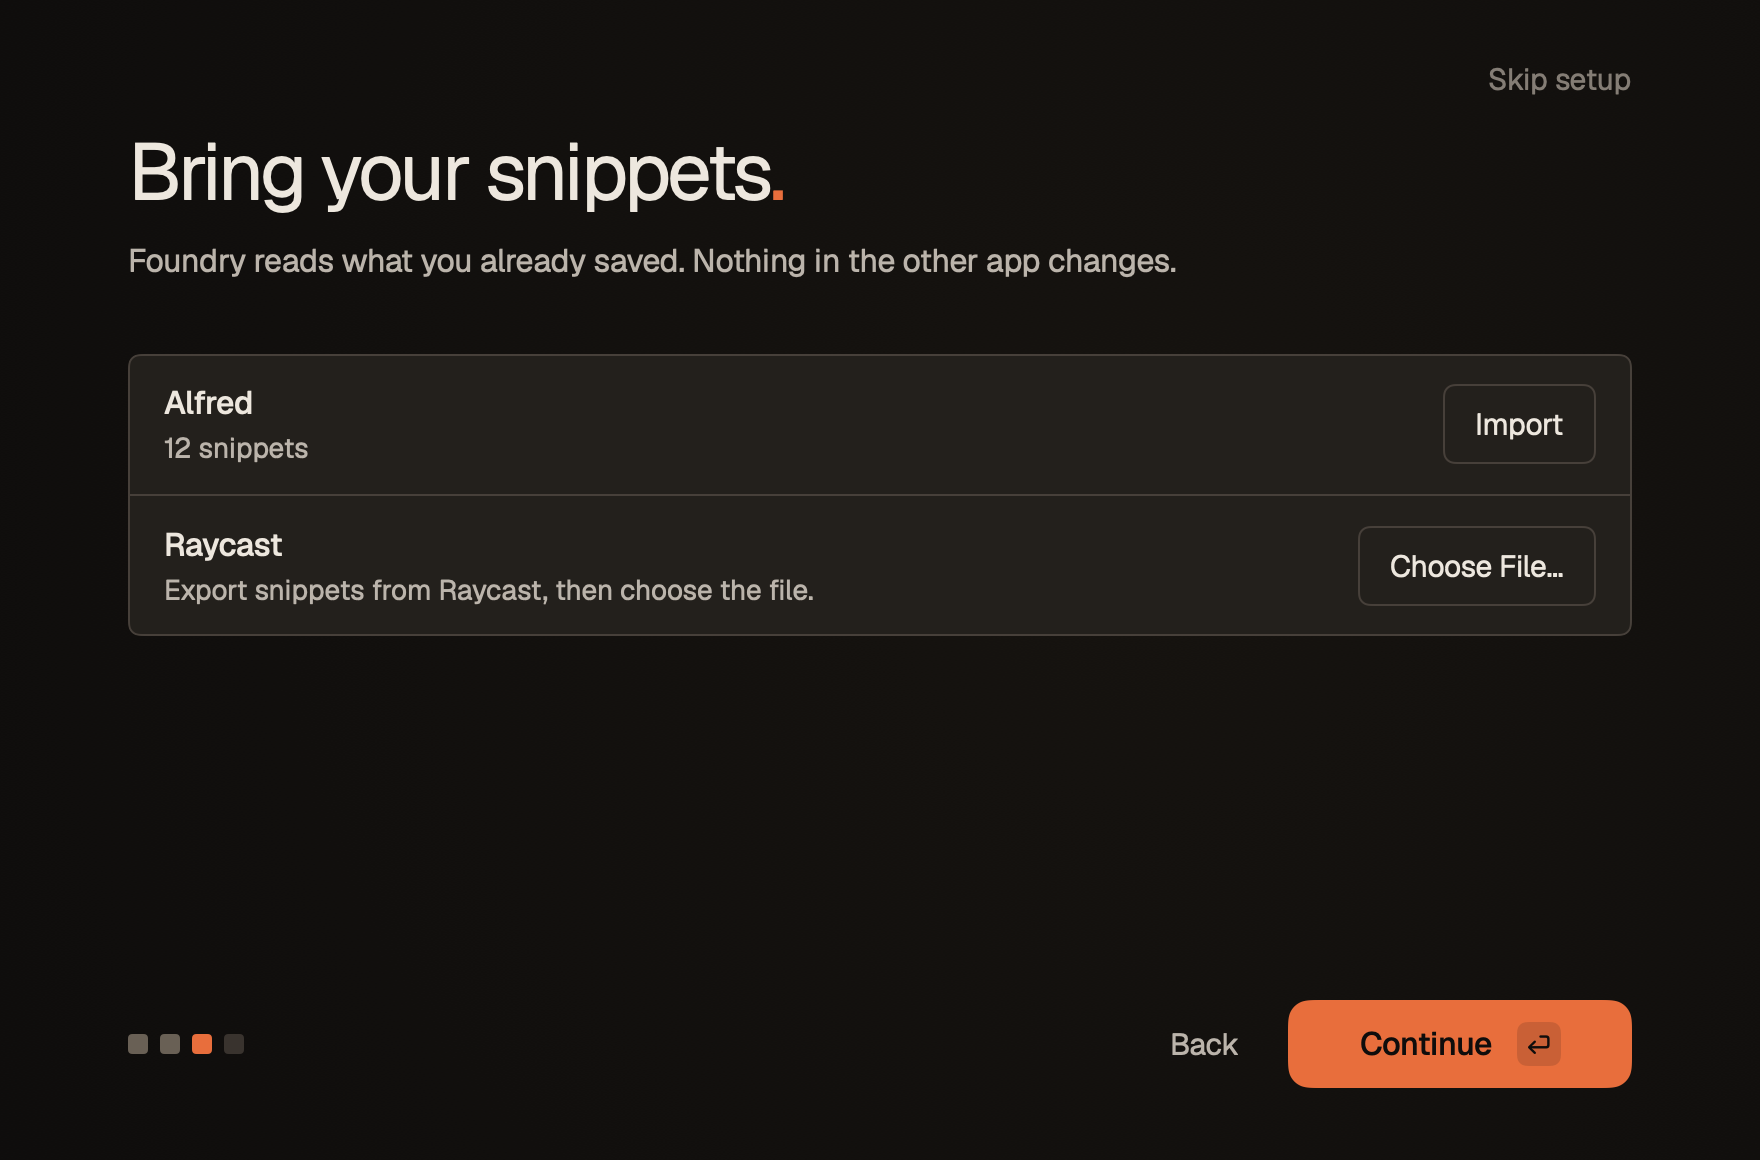 Skip setup
Bring your snippets.
Foundry reads what you already saved. Nothing in the other app changes.
Alfred
12 snippets
Import
Raycast
Export snippets from Raycast, then choose the file.
Choose File…
Back
Continue